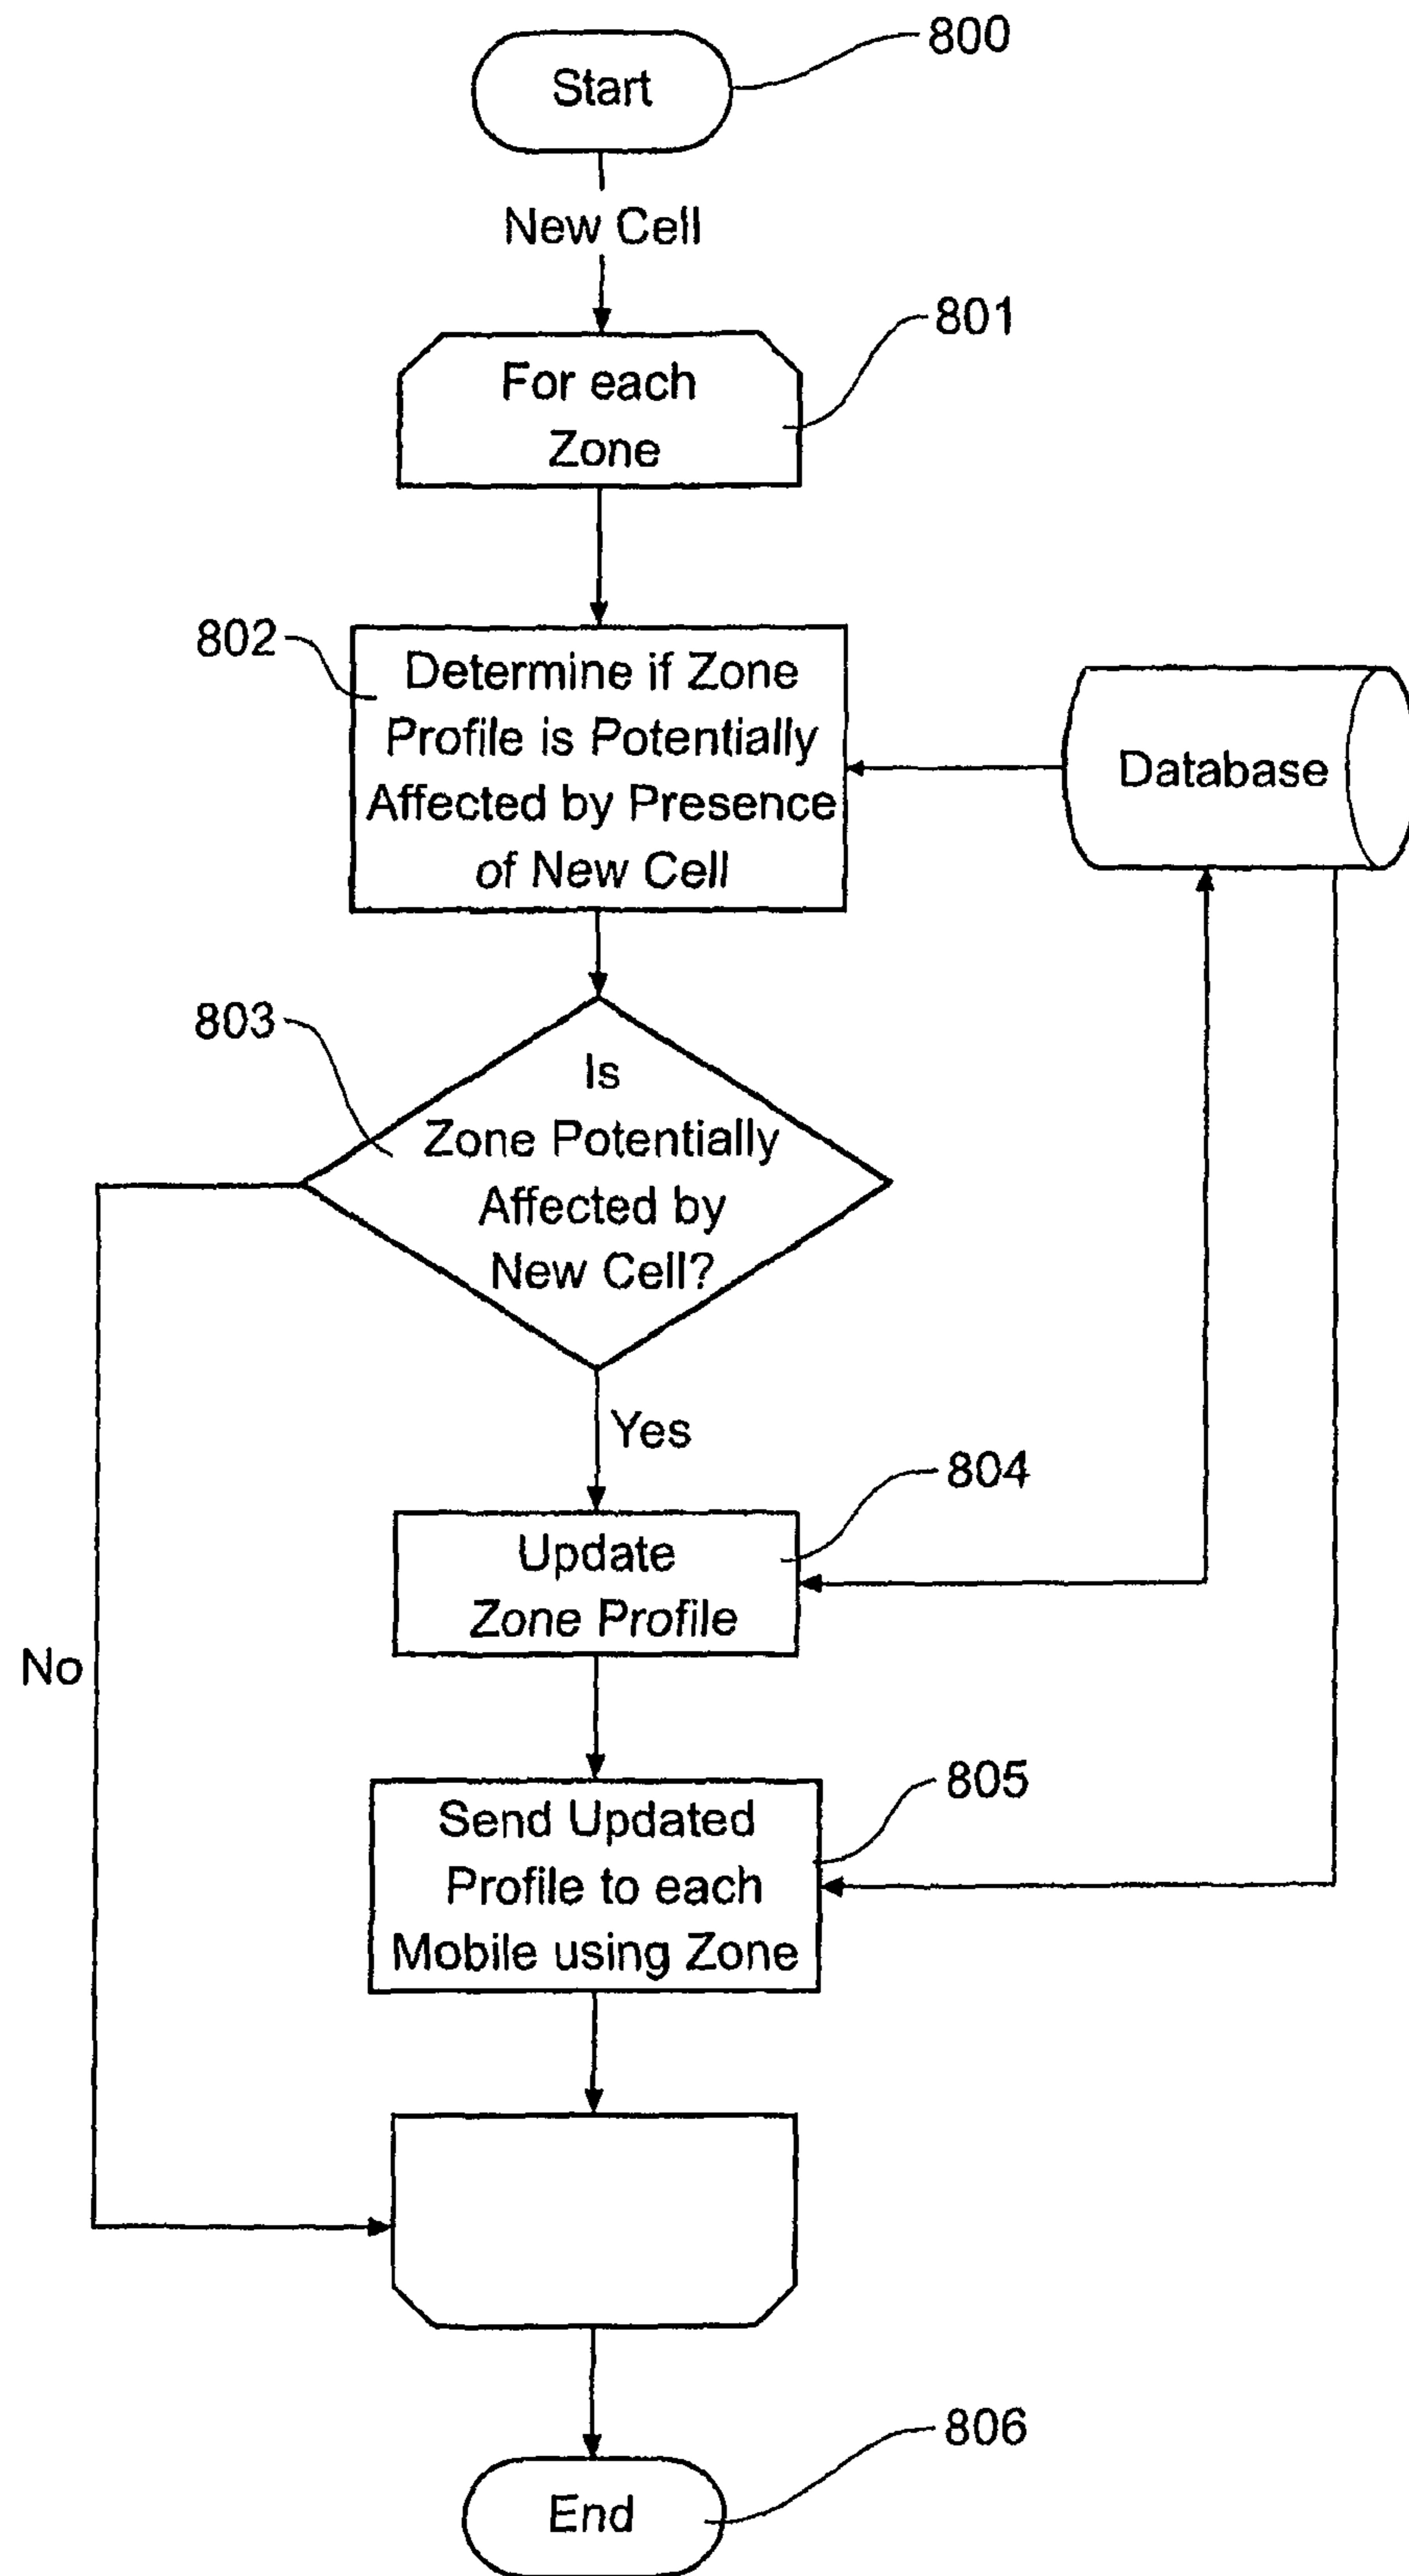 800
Start
New Cell
801
For each
Zone
802
Determine if Zone
Profile is Potentially
Affected by Presence
of New Cell
Database
803
Is
Zone Potentially
Affected by
New Cell?
Yes
804
Update
Zone Profile
No
805
Send Updated
Profile to each
Mobile using Zone
806
End